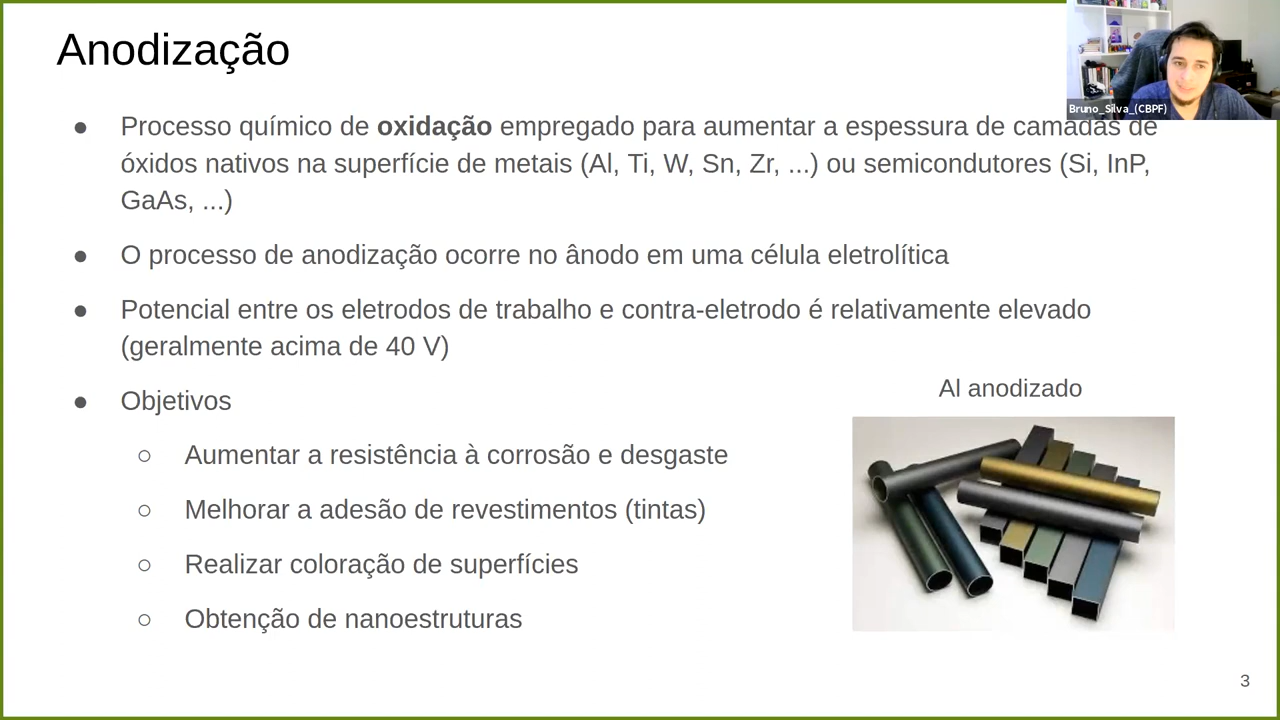 Anodização
Bruno_Silva_(CBPF)
● Processo químico de oxidação empregado para aumentar a espessura de camadas de
óxidos nativos na superfície de metais (Al, Ti, W, Sn, Zr, ...) ou semicondutores (Si, InP,
GaAs, ...)
● O processo de anodização ocorre no ânodo em uma célula eletrolítica
● Potencial entre os eletrodos de trabalho e contra-eletrodo é relativamente elevado
(geralmente acima de 40 V)
● Objetivos
○ Aumentar a resistência à corrosão e desgaste
○ Melhorar a adesão de revestimentos (tintas)
○ Realizar coloração de superfícies
○ Obtenção de nanoestruturas
Al anodizado
3